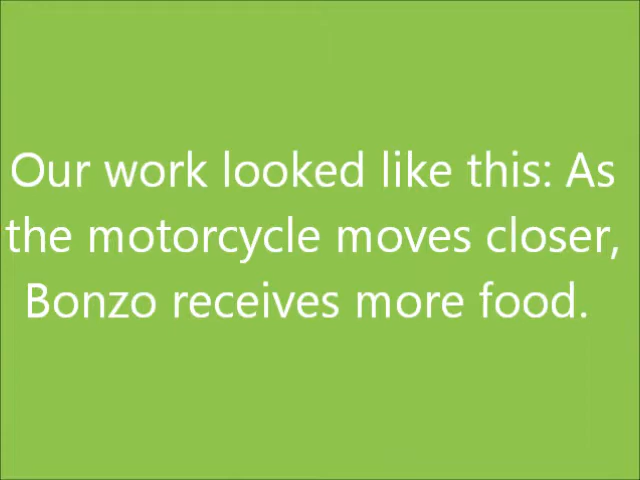 Our work looked like this: As
the motorcycle moves closer,
Bonzo receives more food.